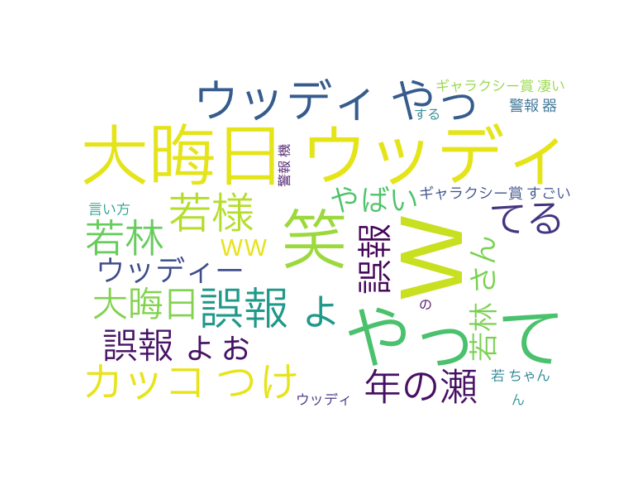 ギャラクシー賞 凄い
ウッディ やっ
警報 器
する
大晦日 ウッディ
警報 機
やばい
ギャラクシー賞 すごい
言い方
若様
てる
若林
ww
笑
誤報
w
若林 さん
ウッディー
大晦日
誤報 ょ
の
やって
誤報 ょお
カッコ つけ
年の瀬
若 ちゃん
ウッディ
ん